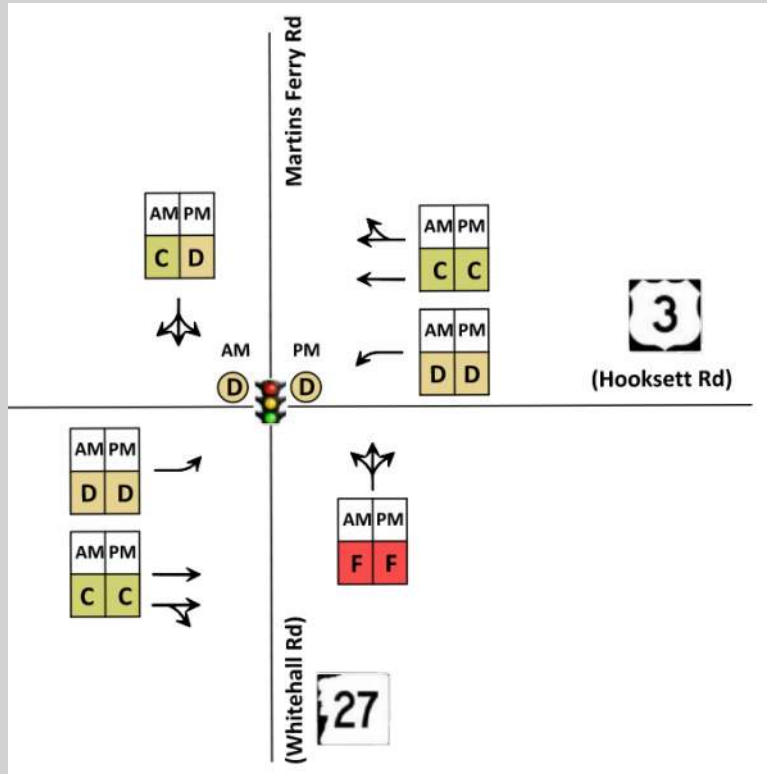 Martins Ferry Rd
AM PM
C D
AM PM
C C
3
AM PM
D D
AM PM
D D
(Hooksett Rd)
AM PM
D D
AM PM
C C
AM PM
F F
(Whitehall Rd)
27